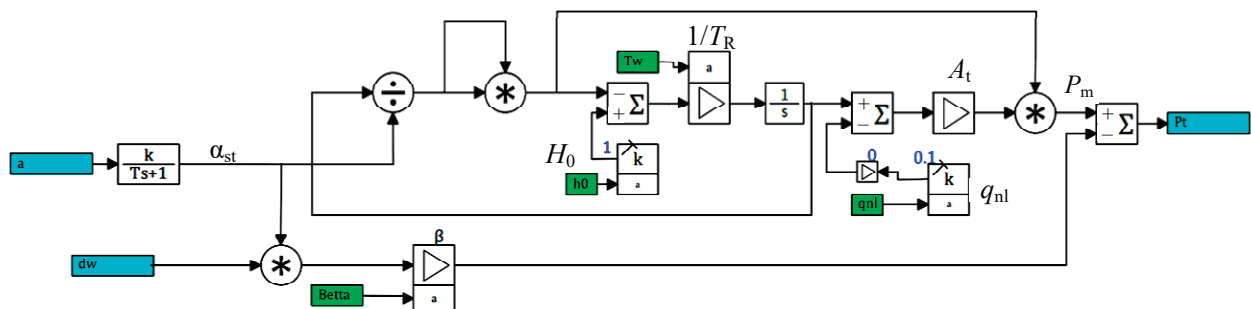 1/T_R
Tw
a
÷
*
−
+
Σ
1
s
+
−
Σ
A_t
*
P_m
+
−
Σ
Pt
a
k
Ts+1
α_st
H_0
1
k
h0
a
0
0.1
k
qnl
a
q_nl
dw
*
β
Betta
a